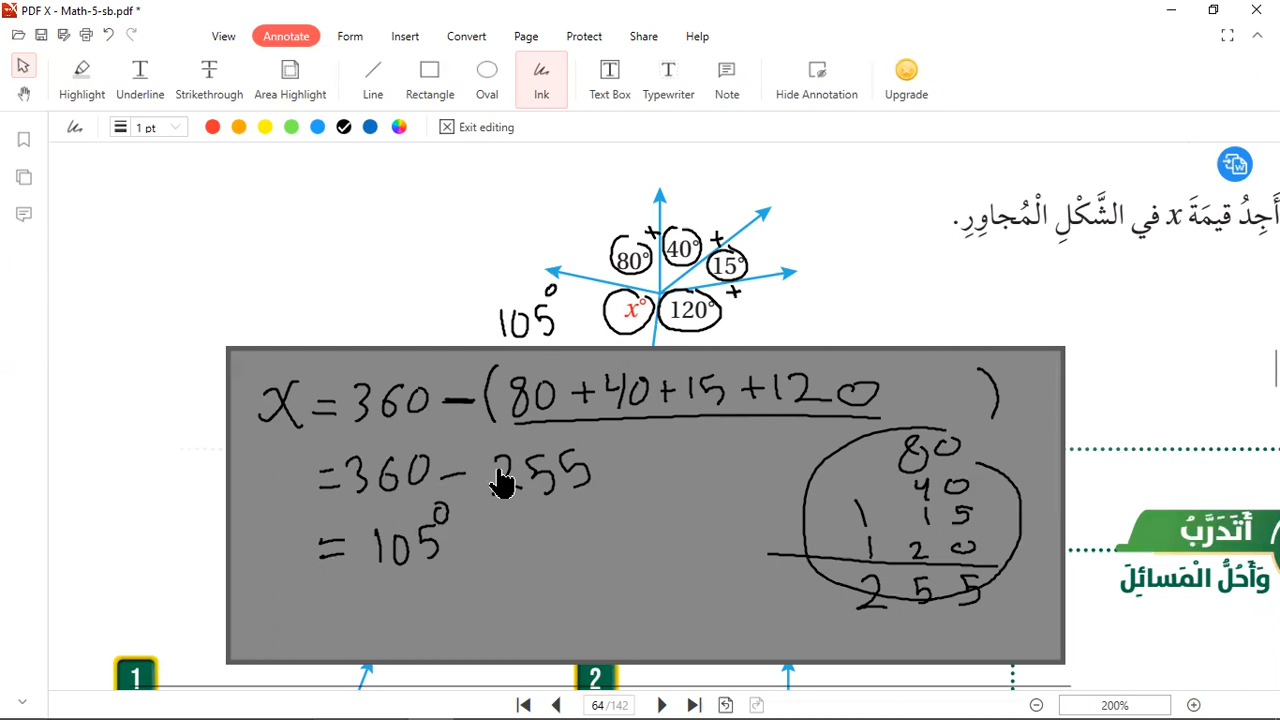 PDF X - Math-5-sb.pdf *
View Annotate Form Insert Convert Page Protect Share Help
Highlight Underline Strikethrough Area Highlight Line Rectangle Oval Ink Text Box Typewriter Note Hide Annotation Upgrade
1 pt Exit editing
أَجِدُ قيمَةَ x في الشَّكْلِ الْمُجاوِرِ.
80° + 40° + 15° +
105° x° 120°
x = 360 - (80 + 40 + 15 + 120)
= 360 - 255
= 105°
80
40
1 15
120
255
أَتَدَرَّبُ
وَأَحُلُّ الْمَسائِلَ
1 2
64 /142 200%